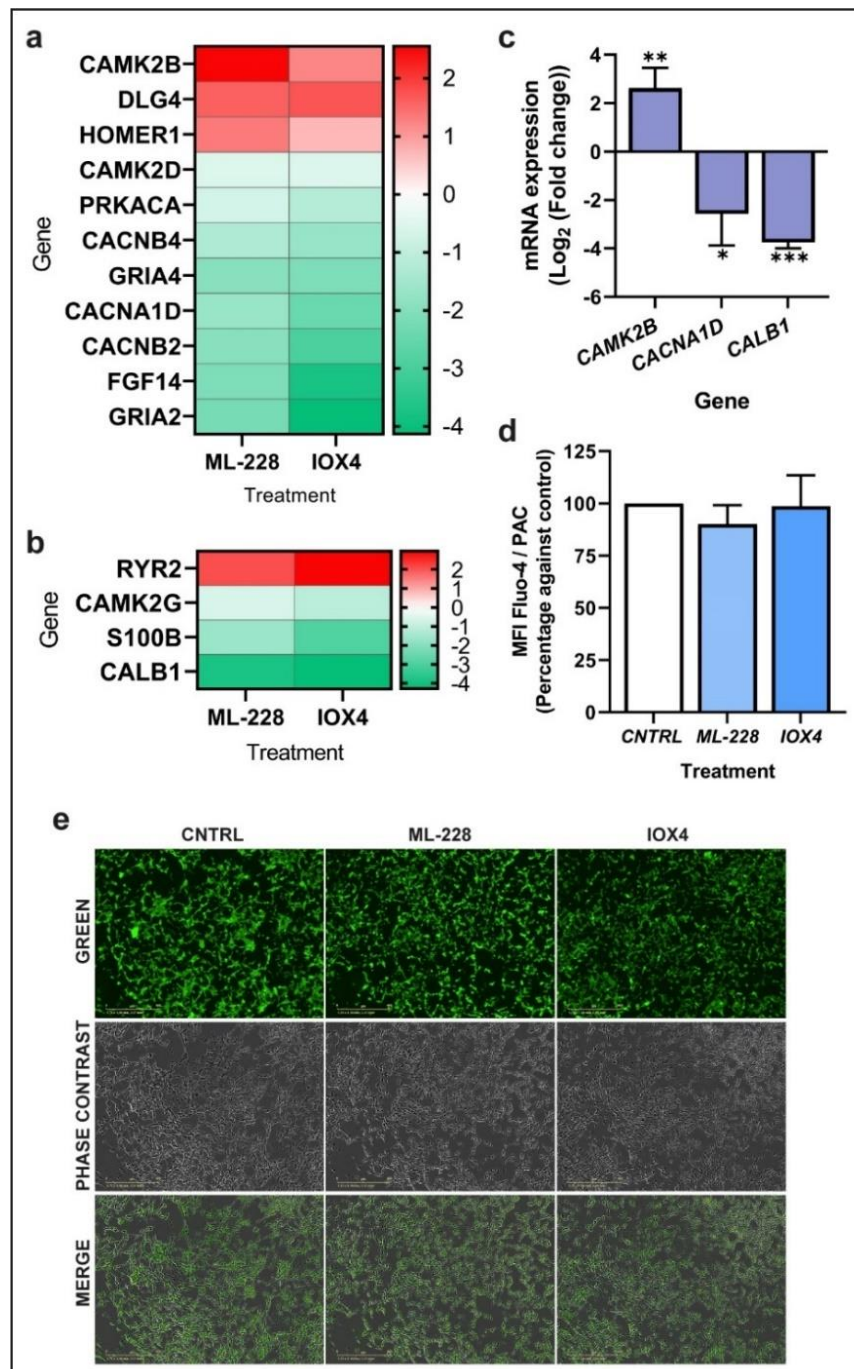 a
CAMK2B
DLG4
HOMER1
CAMK2D
PRKACA
CACNB4
GRIA4
CACNA1D
CACNB2
FGF14
GRIA2
Gene
2
1
0
-1
-2
-3
-4
ML-228 IOX4
Treatment
b
RYR2
CAMK2G
S100B
CALB1
Gene
2
1
0
-1
-2
-3
-4
ML-228 IOX4
Treatment
c
mRNA expression
(Log2 (Fold change))
4
2
0
-2
-4
-6
**
*
***
CAMK2B CACNA1D CALB1
Gene
d
MFI Fluo-4 / PAC
(Percentage against control)
125
100
75
50
25
0
CNTRL ML-228 IOX4
Treatment
e
CNTRL ML-228 IOX4
GREEN
PHASE CONTRAST
MERGE